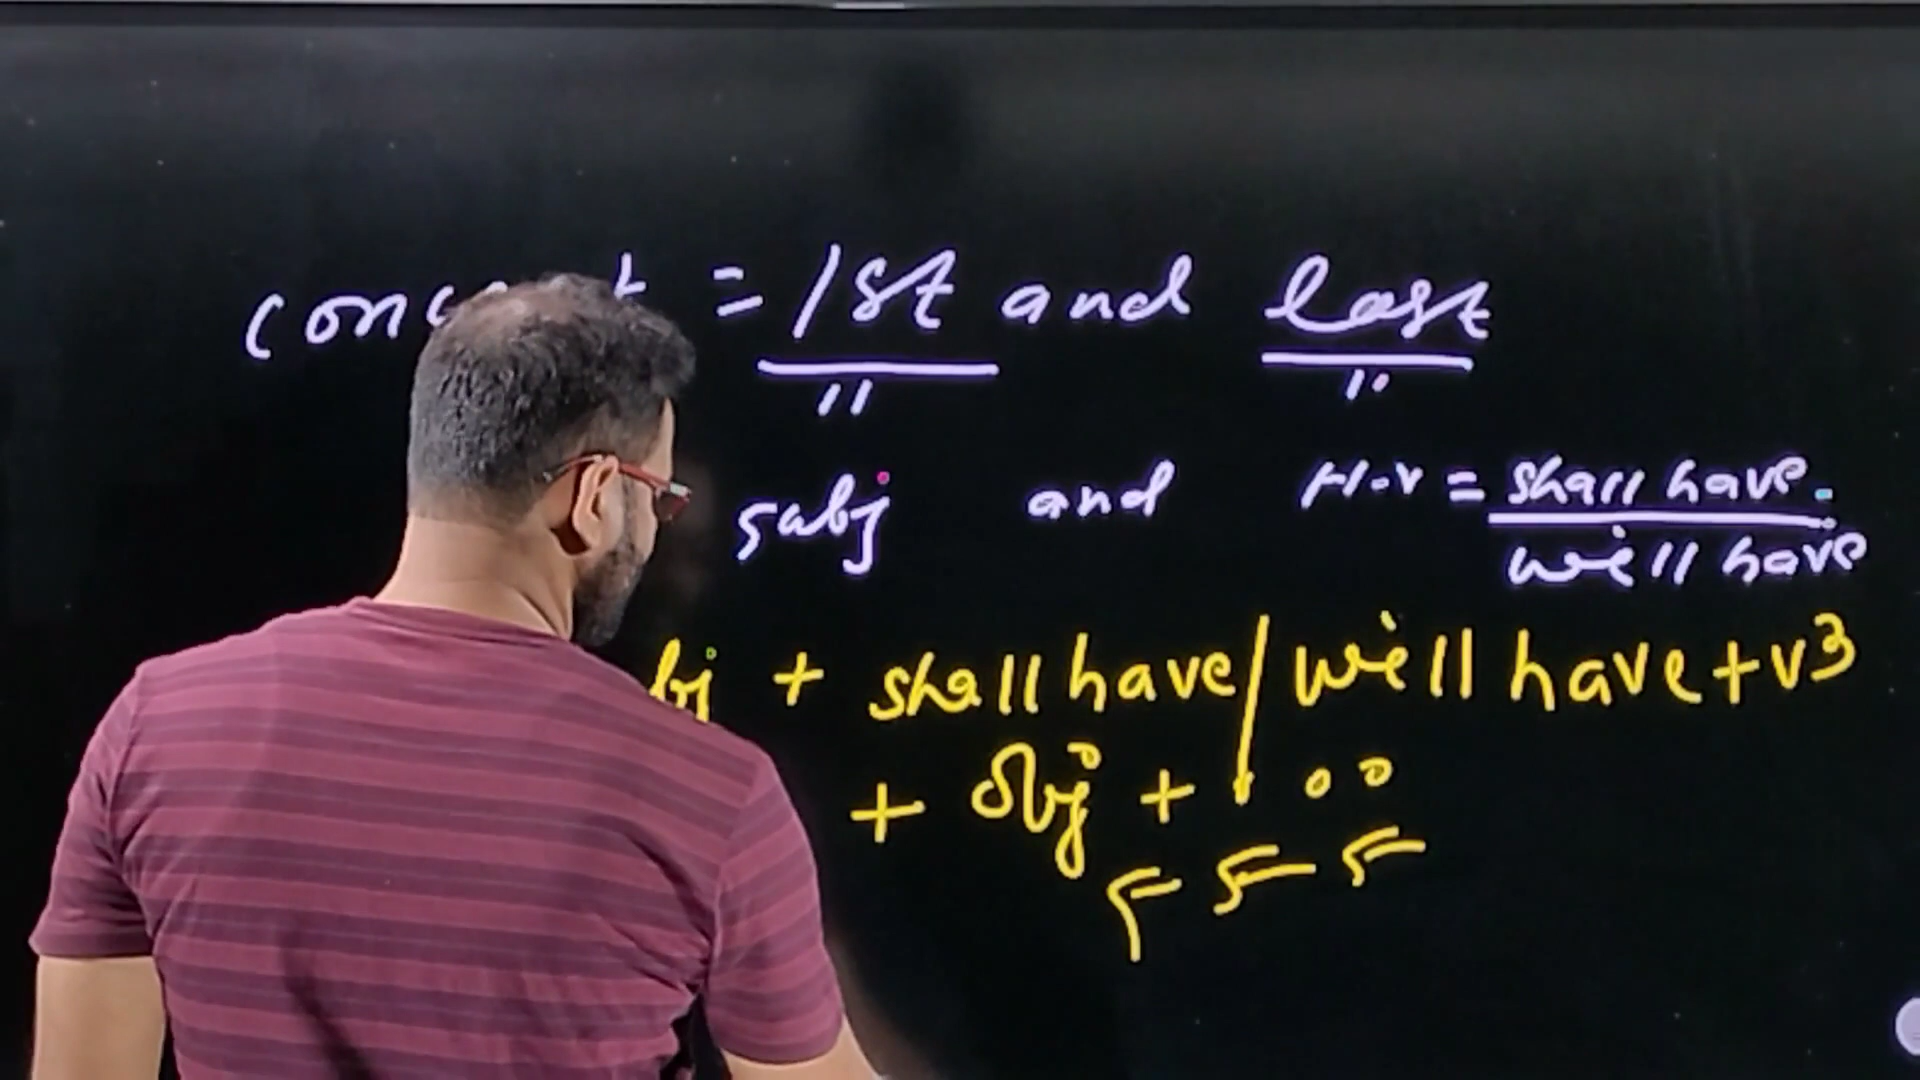 = 1st and last
subj and H.V = shall have.
will have
+ shall have / will have + v3
+ obj +